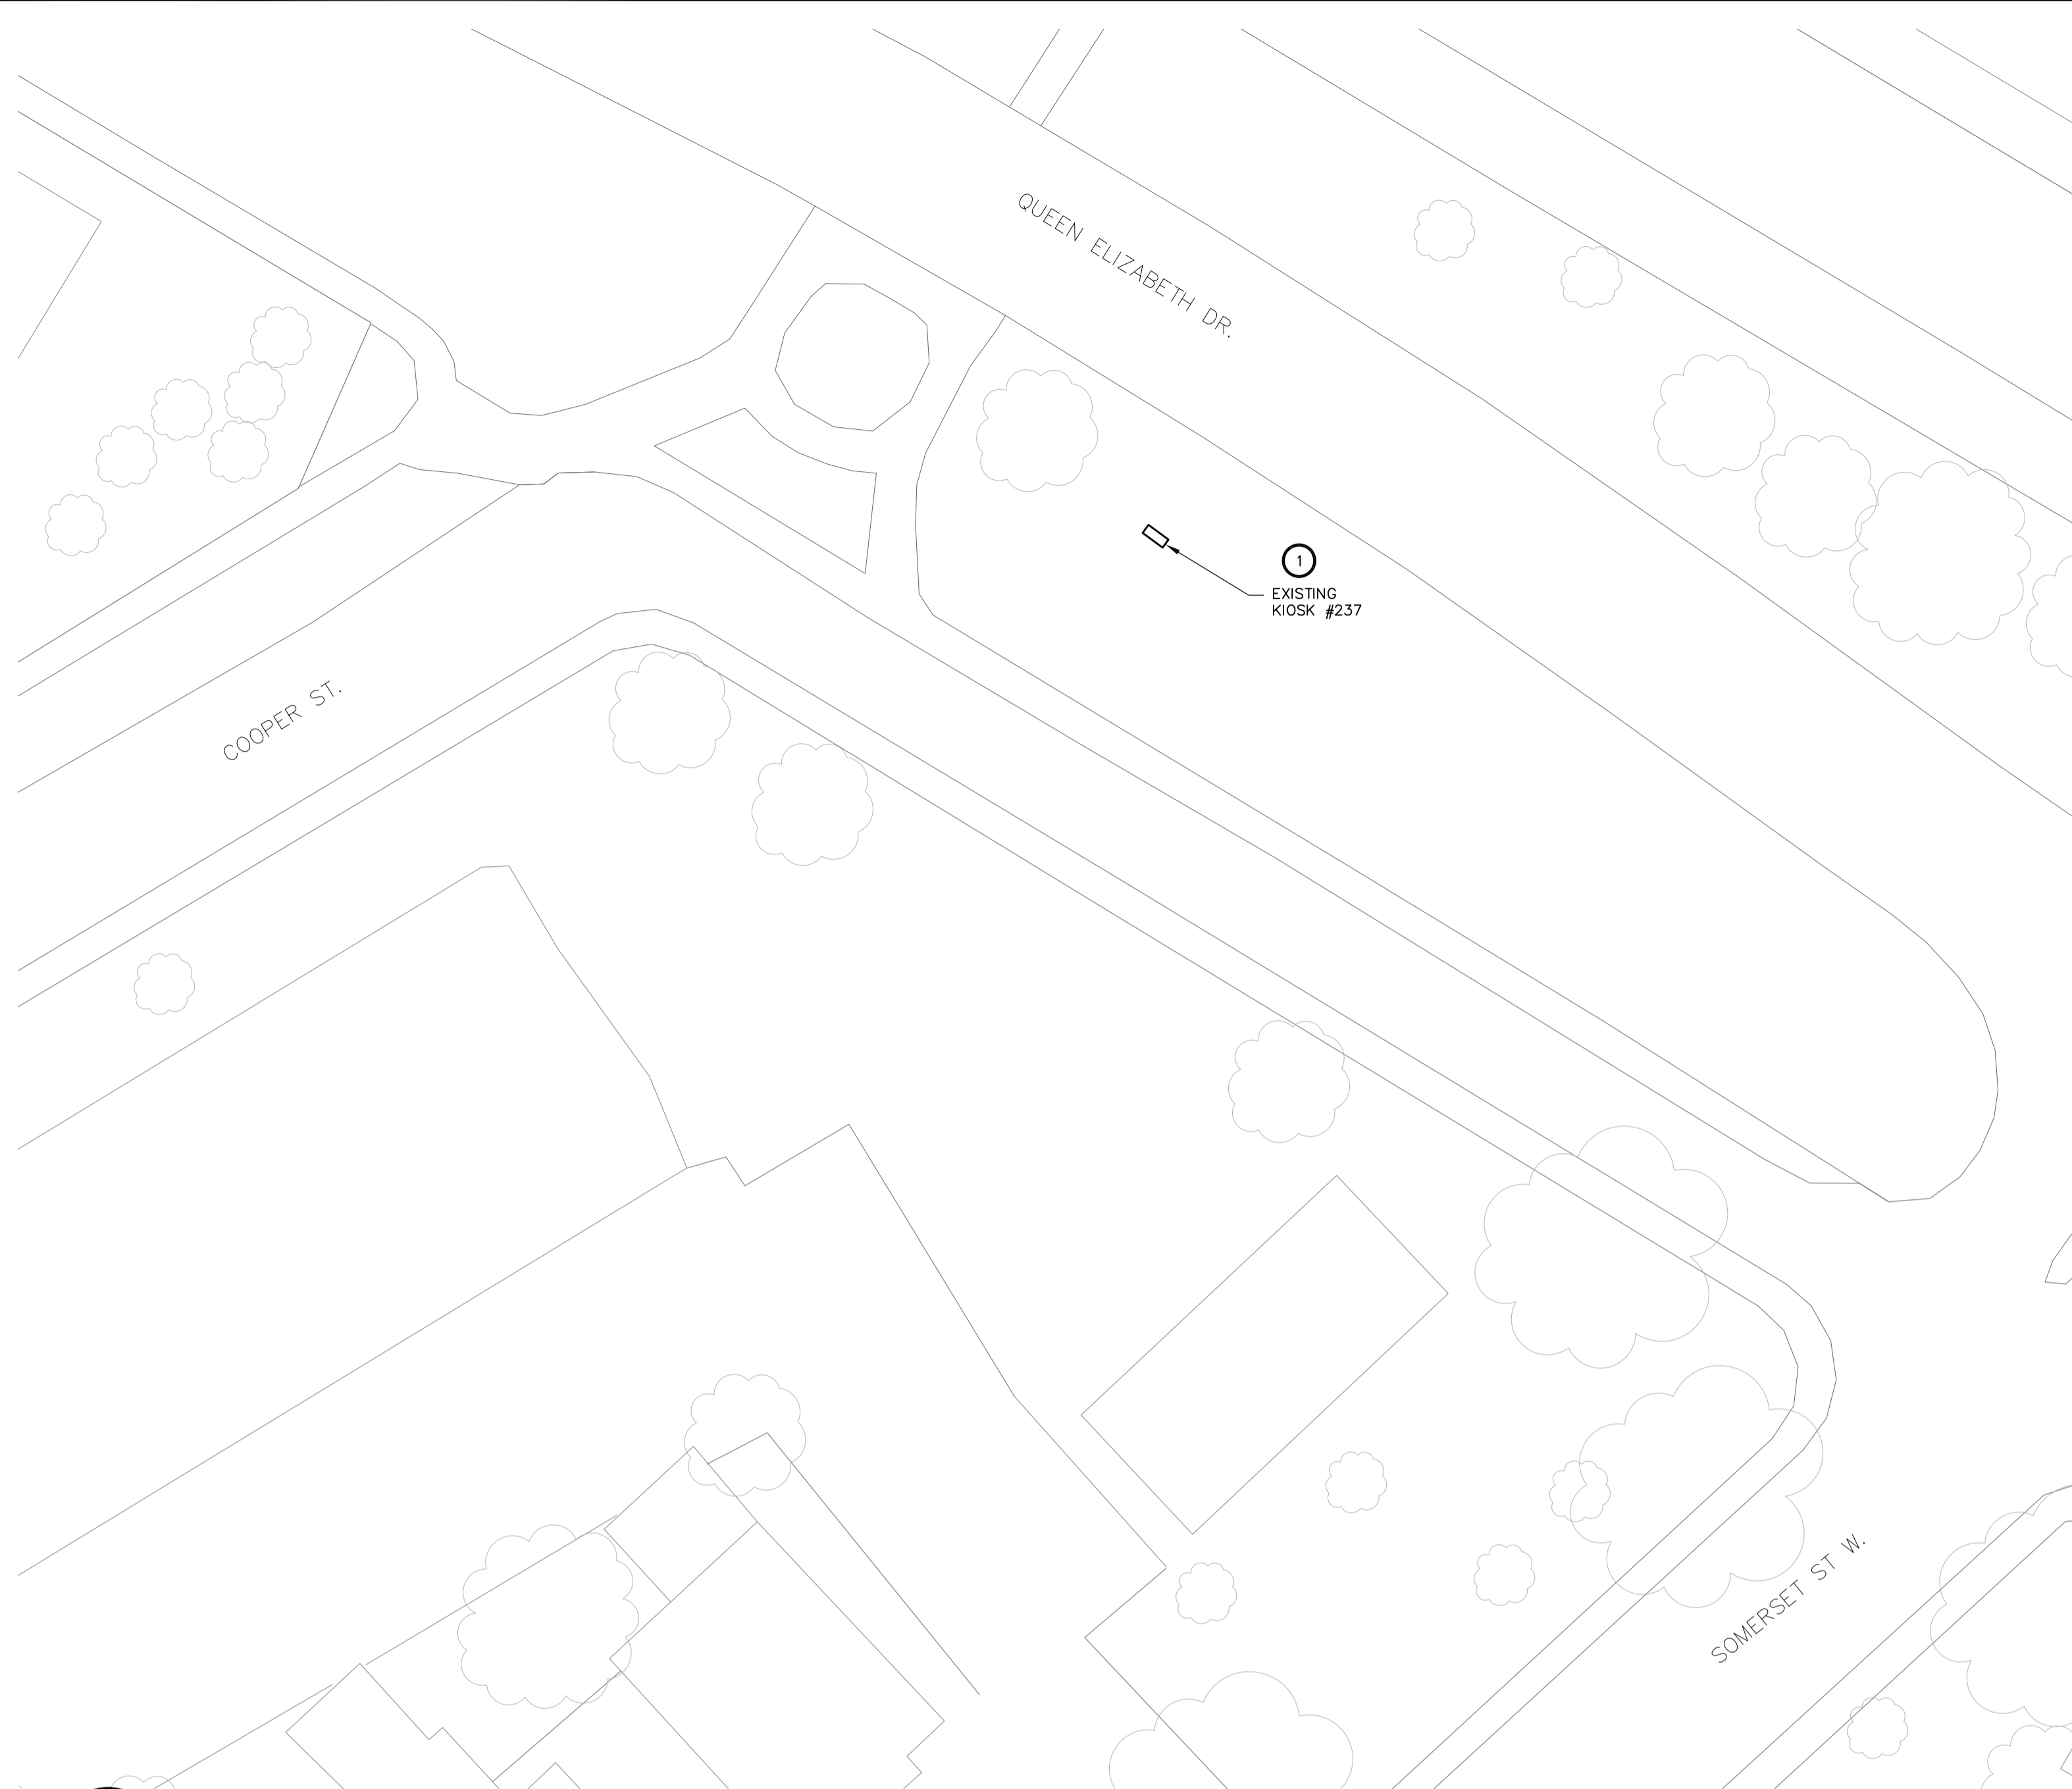 QUEEN ELIZABETH DR.
1
EXISTING
KIOSK #237
COOPER ST.
SOMERSET ST W.